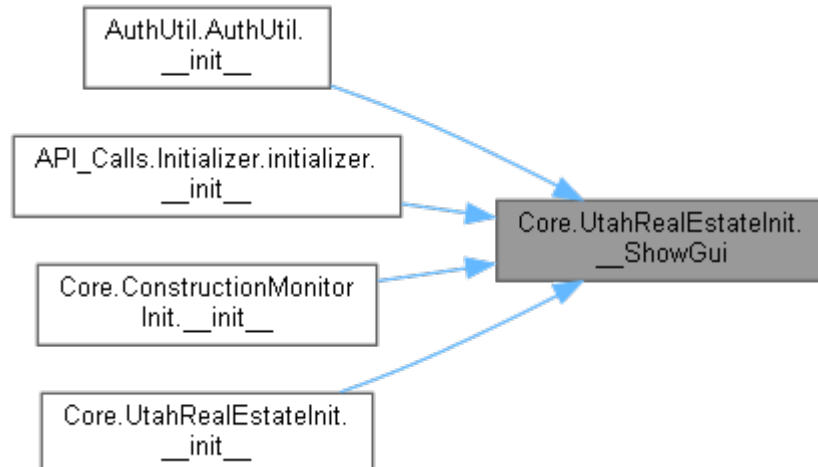 AuthUtil.AuthUtil.
__init__
API_Calls.Initializer.initializer.
__init__
Core.UtahRealEstateInit.
__ShowGui
Core.ConstructionMonitor
Init.__init__
Core.UtahRealEstateInit.
__init__